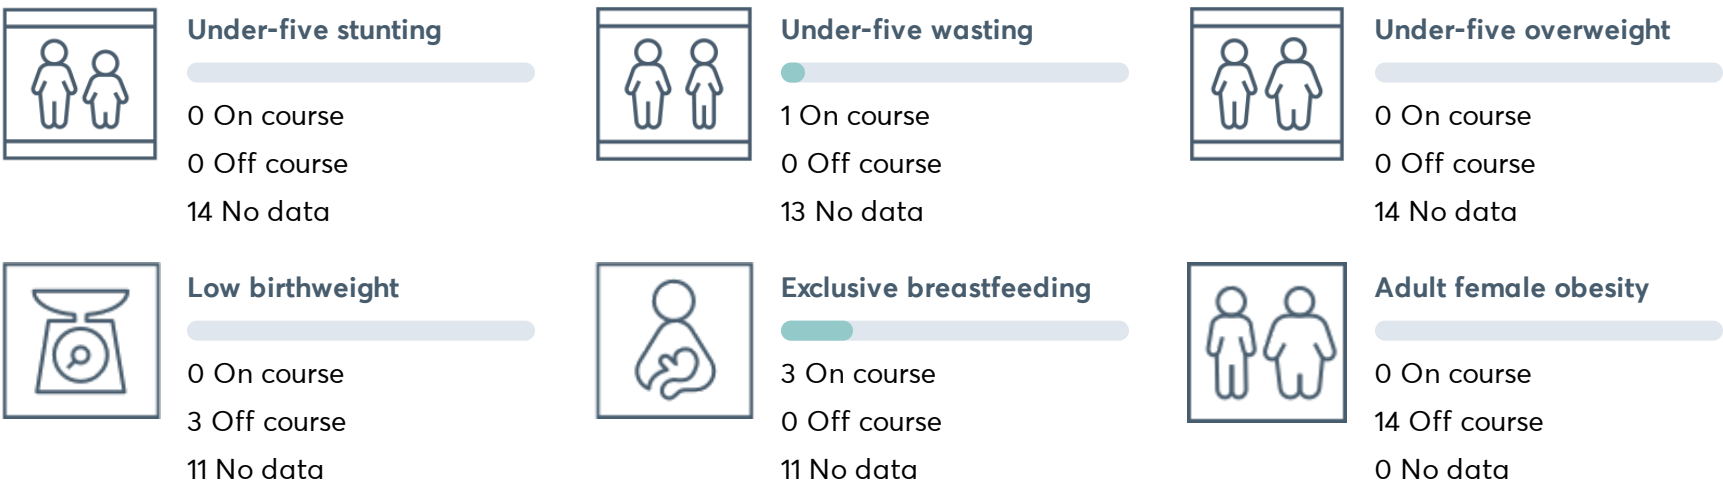 Under-five stunting
0 On course
0 Off course
14 No data
Under-five wasting
1 On course
0 Off course
13 No data
Under-five overweight
0 On course
0 Off course
14 No data
Low birthweight
0 On course
3 Off course
11 No data
Exclusive breastfeeding
3 On course
0 Off course
11 No data
Adult female obesity
0 On course
14 Off course
0 No data